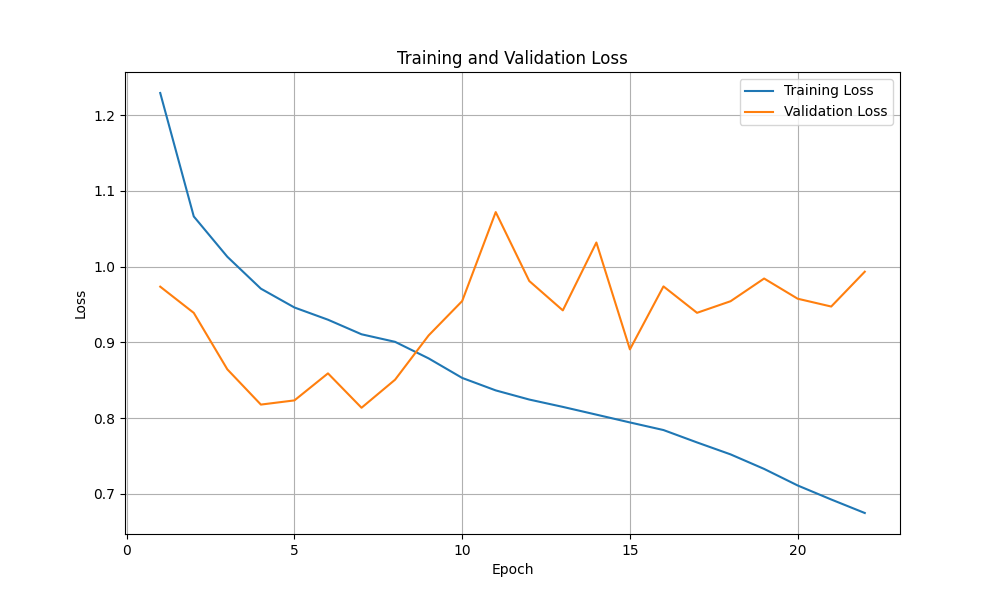 Training and Validation Loss
Training Loss
Validation Loss
1.2
1.1
1.0
0.9
0.8
0.7
Loss
0
5
10
15
20
Epoch